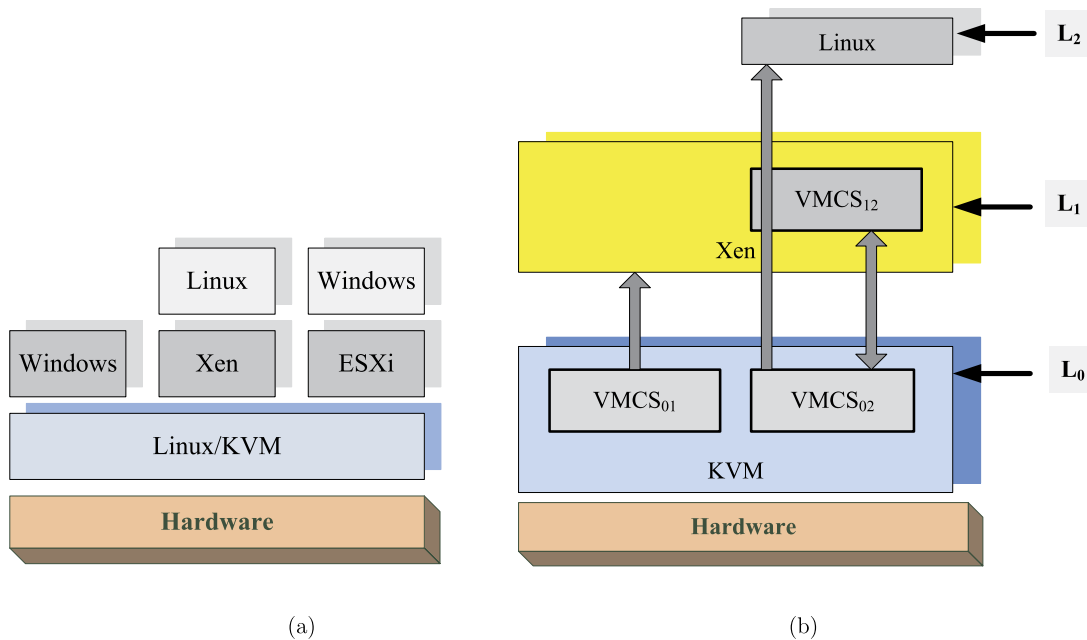 Linux
Windows
Windows
Xen
ESXi
Linux/KVM
Hardware
(a)
Linux
L₂
VMCS₁₂
Xen
L₁
VMCS₀₁
VMCS₀₂
L₀
KVM
Hardware
(b)